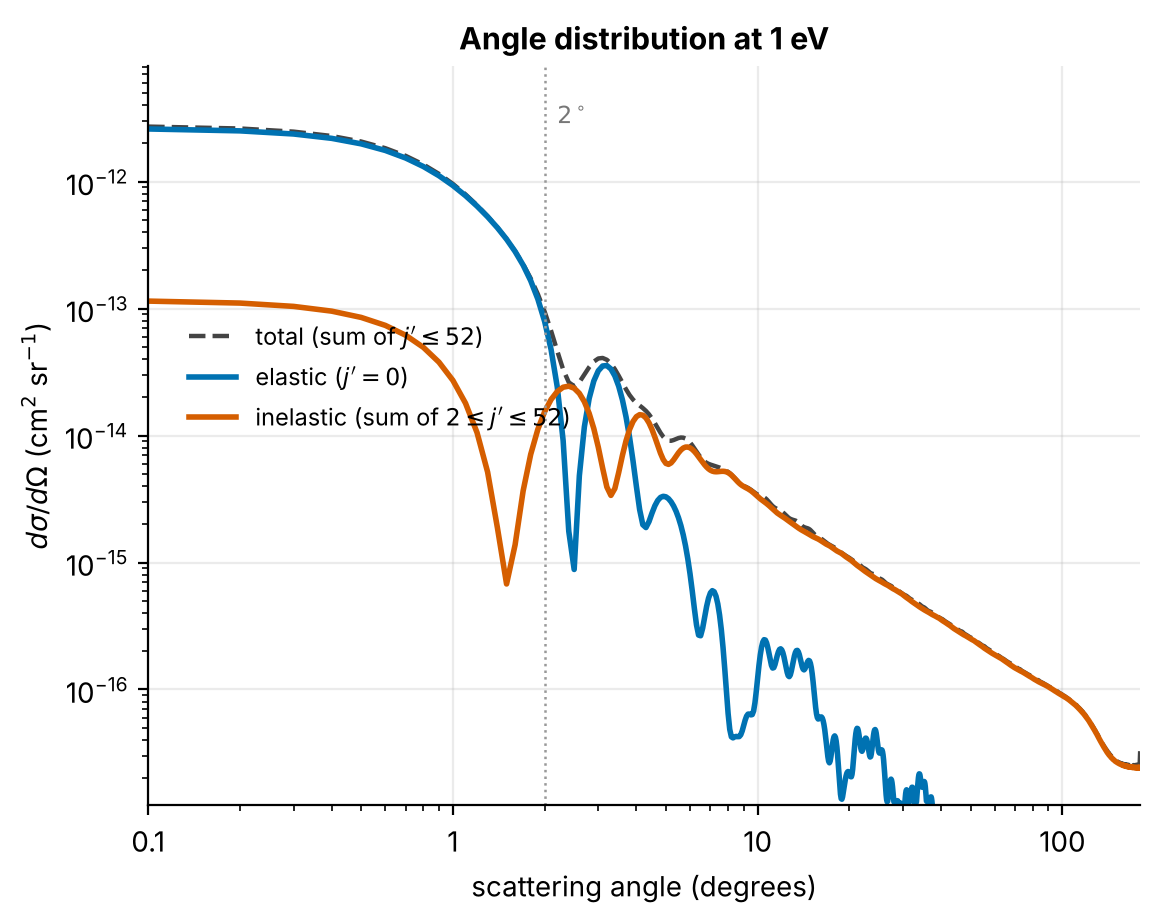 Angle distribution at 1 eV
2°
10⁻¹²
10⁻¹³
10⁻¹⁴
10⁻¹⁵
10⁻¹⁶
dσ/dΩ (cm² sr⁻¹)
total (sum of j′ ≤ 52)
elastic (j′ = 0)
inelastic (sum of 2 ≤ j′ ≤ 52)
0.1 1 10 100
scattering angle (degrees)